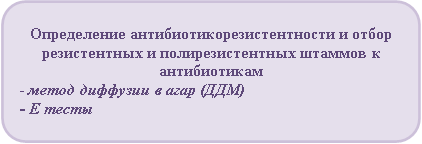 Определение антибиотикорезистентности и отбор
резистентных и полирезистентных штаммов к
антибиотикам
- метод диффузии в агар (ДДМ)
- Е тесты